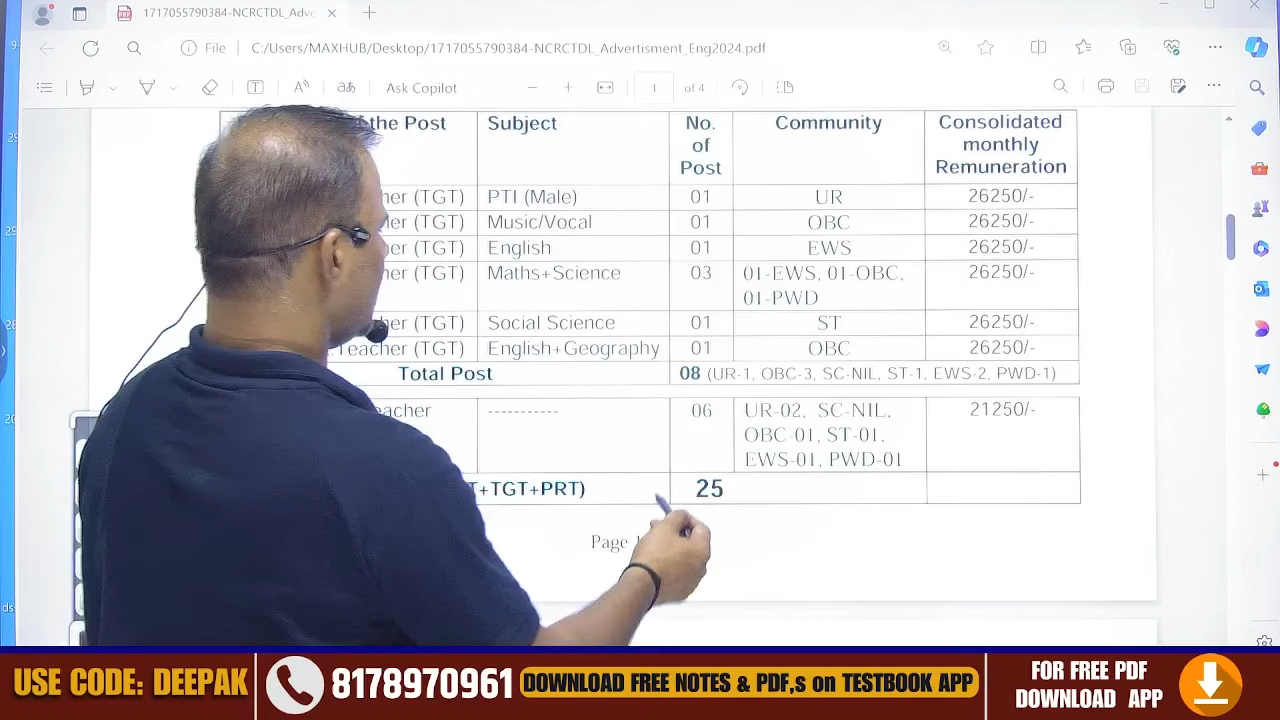 1717055790384-NCRCTDL_Adve
File C:/Users/MAXHUB/Desktop/1717055790384-NCRCTDL_Advertisment_Eng2024.pdf
Ask Copilot 1 of 4
the Post Subject No. of Post Community Consolidated monthly Remuneration
her (TGT) PTI (Male) 01 UR 26250/-
her (TGT) Music/Vocal 01 OBC 26250/-
her (TGT) English 01 EWS 26250/-
her (TGT) Maths+Science 03 01-EWS, 01-OBC, 01-PWD 26250/-
her (TGT) Social Science 01 ST 26250/-
Teacher (TGT) English+Geography 01 OBC 26250/-
Total Post 08 (UR-1, OBC-3, SC-NIL, ST-1, EWS-2, PWD-1)
eacher ----------- 06 UR-02, SC-NIL, OBC-01, ST-01, EWS-01, PWD-01 21250/-
T+TGT+PRT) 25
Page
USE CODE: DEEPAK
8178970961
DOWNLOAD FREE NOTES & PDF,s on TESTBOOK APP
FOR FREE PDF
DOWNLOAD APP